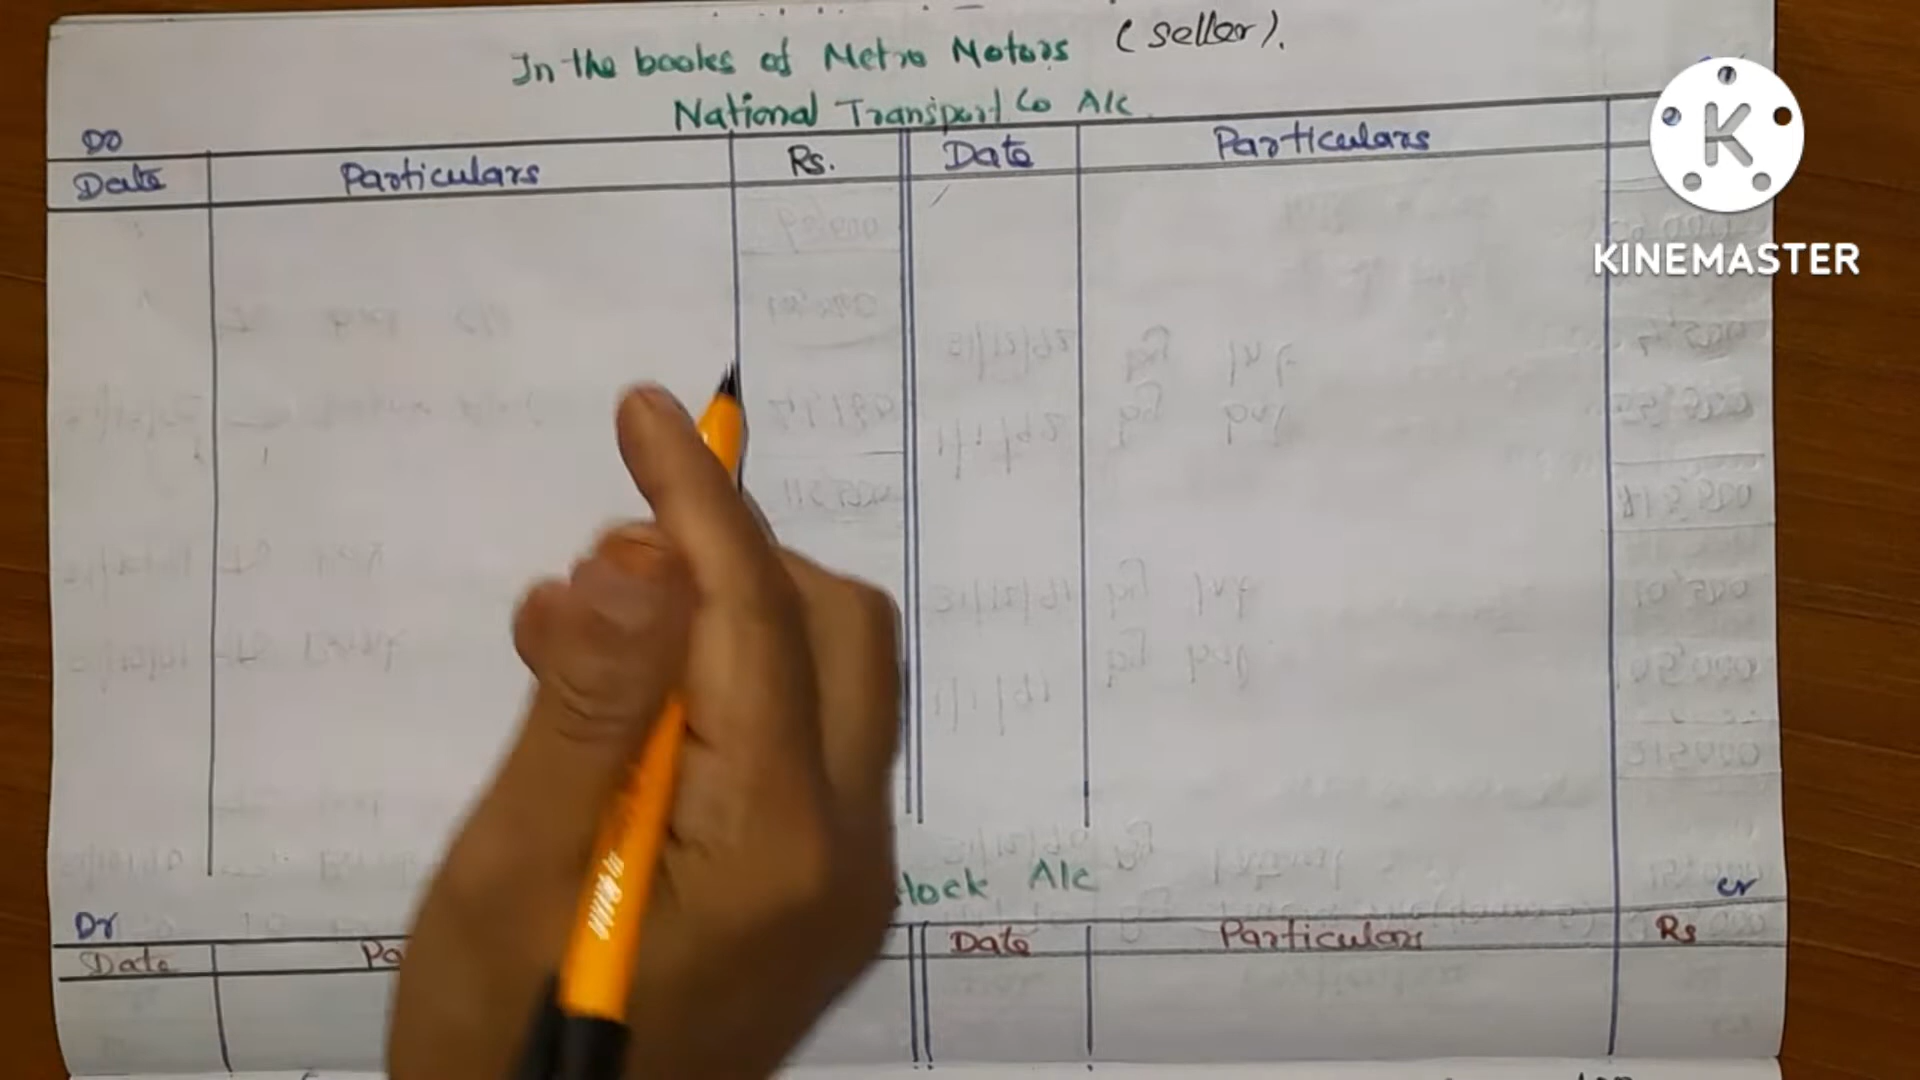 In the books of Metro Motors (seller).
National Transport Co A/c
Dr
Date Particulars Rs. Date Particulars
KINEMASTER
A/c
Dr cr
Date Date Particulars Rs